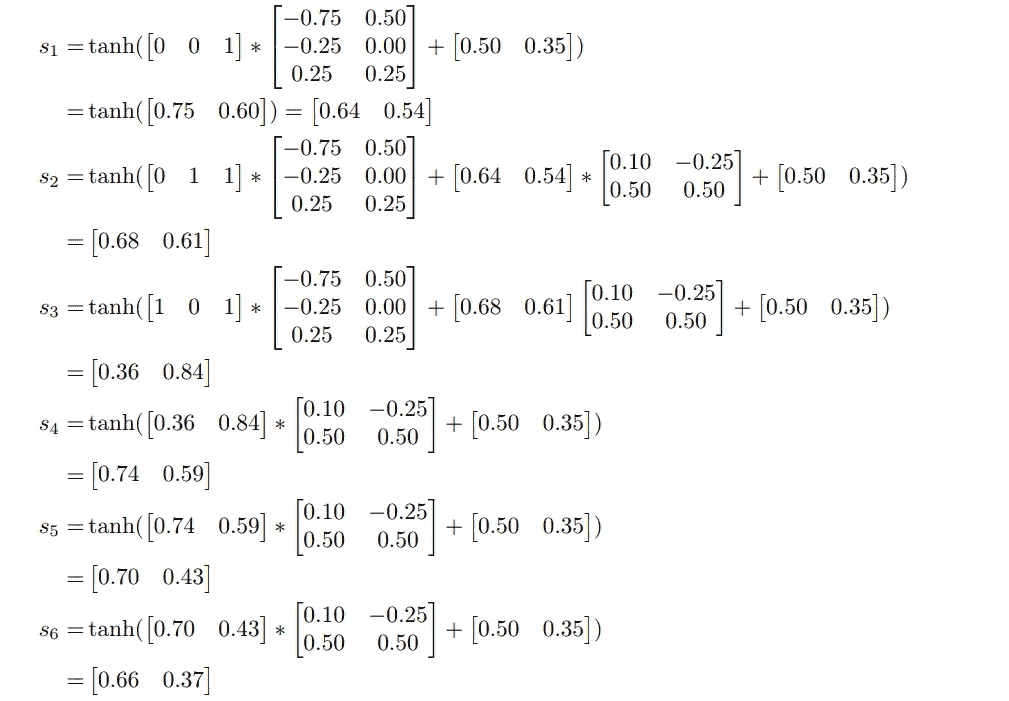 s₁ = tanh([0 0 1] * [−0.75 0.50; −0.25 0.00; 0.25 0.25] + [0.50 0.35])
= tanh([0.75 0.60]) = [0.64 0.54]
s₂ = tanh([0 1 1] * [−0.75 0.50; −0.25 0.00; 0.25 0.25] + [0.64 0.54] * [0.10 −0.25; 0.50 0.50] + [0.50 0.35])
= [0.68 0.61]
s₃ = tanh([1 0 1] * [−0.75 0.50; −0.25 0.00; 0.25 0.25] + [0.68 0.61] [0.10 −0.25; 0.50 0.50] + [0.50 0.35])
= [0.36 0.84]
s₄ = tanh([0.36 0.84] * [0.10 −0.25; 0.50 0.50] + [0.50 0.35])
= [0.74 0.59]
s₅ = tanh([0.74 0.59] * [0.10 −0.25; 0.50 0.50] + [0.50 0.35])
= [0.70 0.43]
s₆ = tanh([0.70 0.43] * [0.10 −0.25; 0.50 0.50] + [0.50 0.35])
= [0.66 0.37]